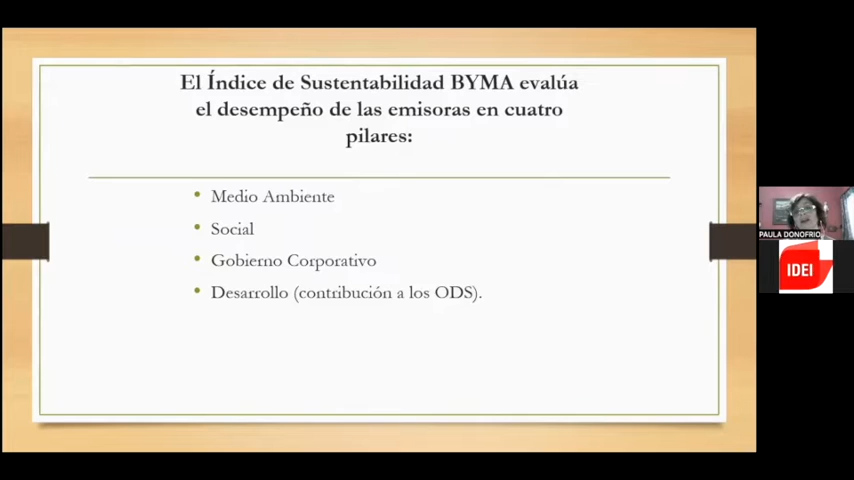 El Índice de Sustentabilidad BYMA evalúa
el desempeño de las emisoras en cuatro
pilares:
• Medio Ambiente
• Social
• Gobierno Corporativo
• Desarrollo (contribución a los ODS).
PAULA DONOFRIO
IDEI